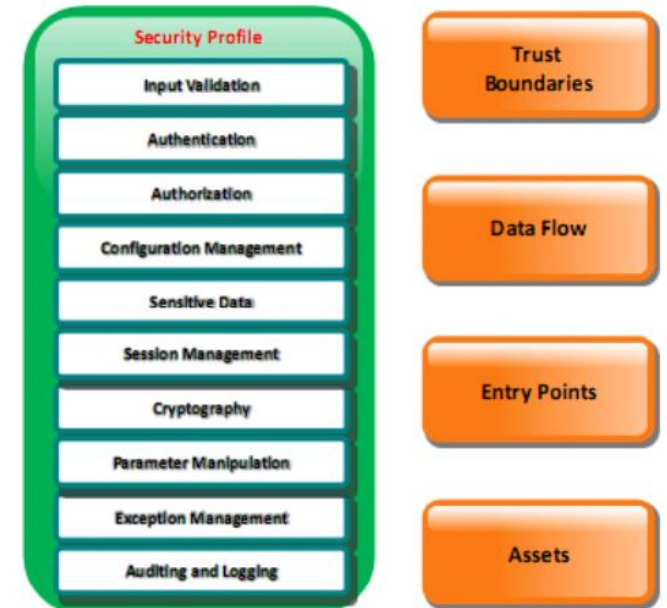 Security Profile
Input Validation
Authentication
Authorization
Configuration Management
Sensitive Data
Session Management
Cryptography
Parameter Manipulation
Exception Management
Auditing and Logging
Trust
Boundaries
Data Flow
Entry Points
Assets